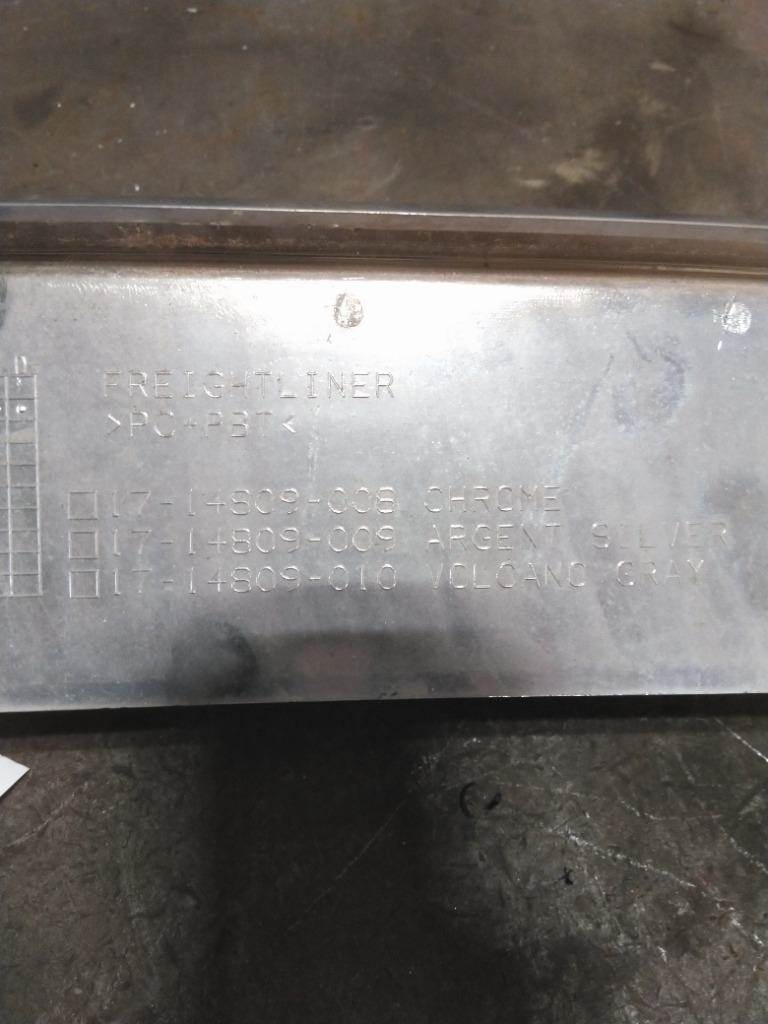 FREIGHTLINER
>PC+PBT<
17-14809-008 CHROME
17-14809-009 ARGENT SILVER
17-14809-010 VOLCANO GRAY